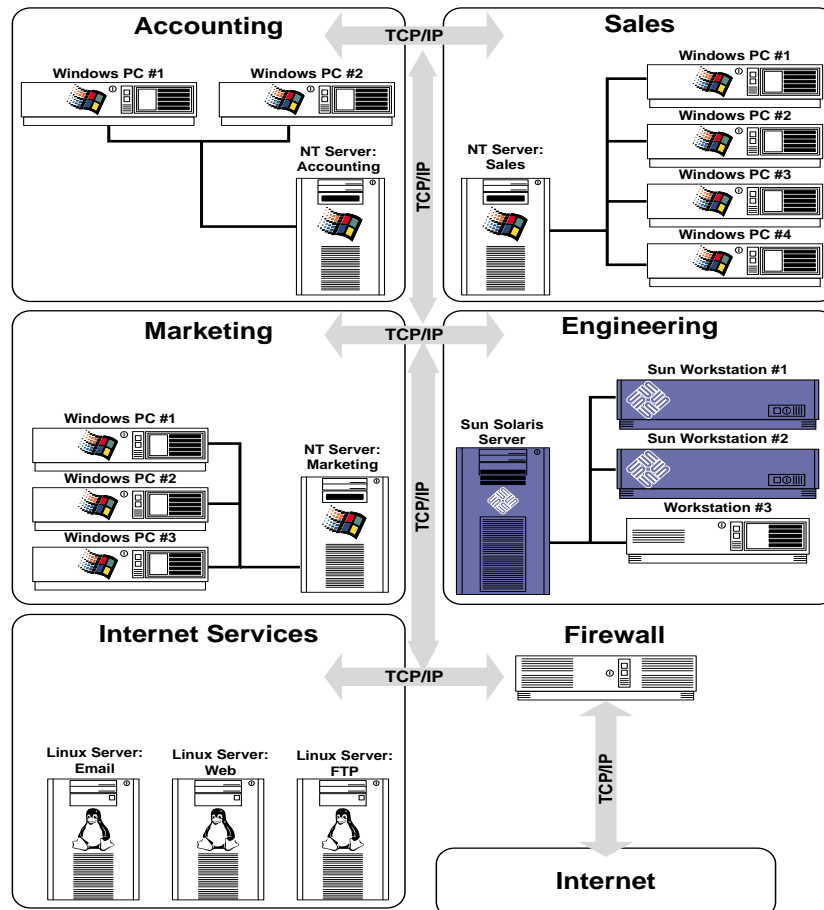 Accounting
TCP/IP
Sales
Windows PC #1
Windows PC #2
NT Server:
Accounting
TCP/IP
NT Server:
Sales
Windows PC #1
Windows PC #2
Windows PC #3
Windows PC #4
Marketing
TCP/IP
Engineering
Windows PC #1
Windows PC #2
Windows PC #3
NT Server:
Marketing
TCP/IP
Sun Solaris
Server
Sun Workstation #1
Sun Workstation #2
Workstation #3
Internet Services
TCP/IP
Firewall
Linux Server:
Email
Linux Server:
Web
Linux Server:
FTP
TCP/IP
Internet